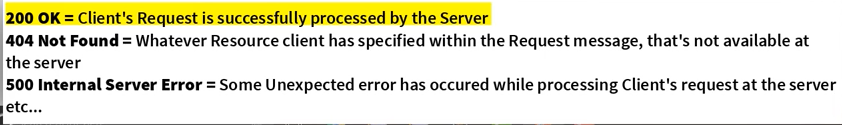 200 OK = Client's Request is successfully processed by the Server
404 Not Found = Whatever Resource client has specified within the Request message, that's not available at
the server
500 Internal Server Error = Some Unexpected error has occured while processing Client's request at the server
etc...